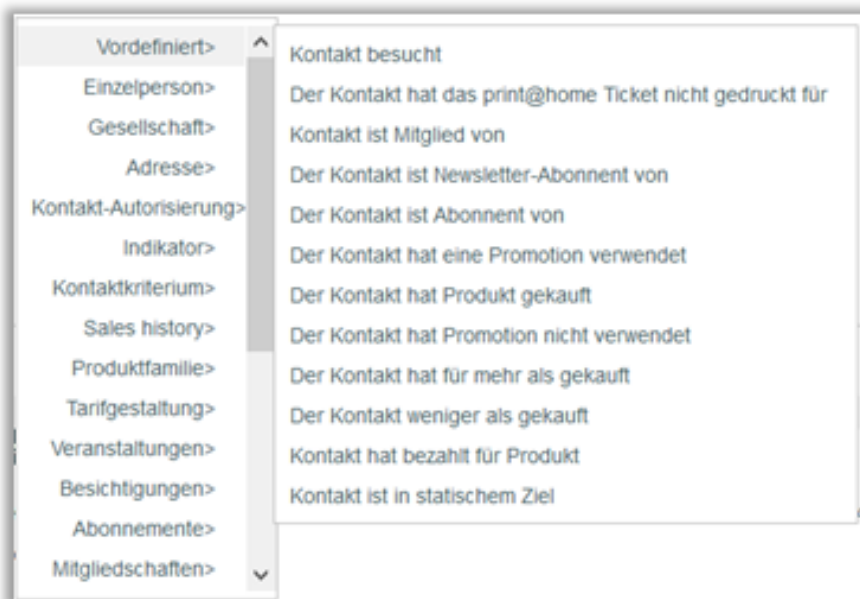 Vordefiniert>
Einzelperson>
Gesellschaft>
Adresse>
Kontakt-Autorisierung>
Indikator>
Kontaktkriterium>
Sales history>
Produktfamilie>
Tarifgestaltung>
Veranstaltungen>
Besichtigungen>
Abonnemente>
Mitgliedschaften>
Kontakt besucht
Der Kontakt hat das print@home Ticket nicht gedruckt für
Kontakt ist Mitglied von
Der Kontakt ist Newsletter-Abonnent von
Der Kontakt ist Abonnent von
Der Kontakt hat eine Promotion verwendet
Der Kontakt hat Produkt gekauft
Der Kontakt hat Promotion nicht verwendet
Der Kontakt hat für mehr als gekauft
Der Kontakt weniger als gekauft
Kontakt hat bezahlt für Produkt
Kontakt ist in statischem Ziel